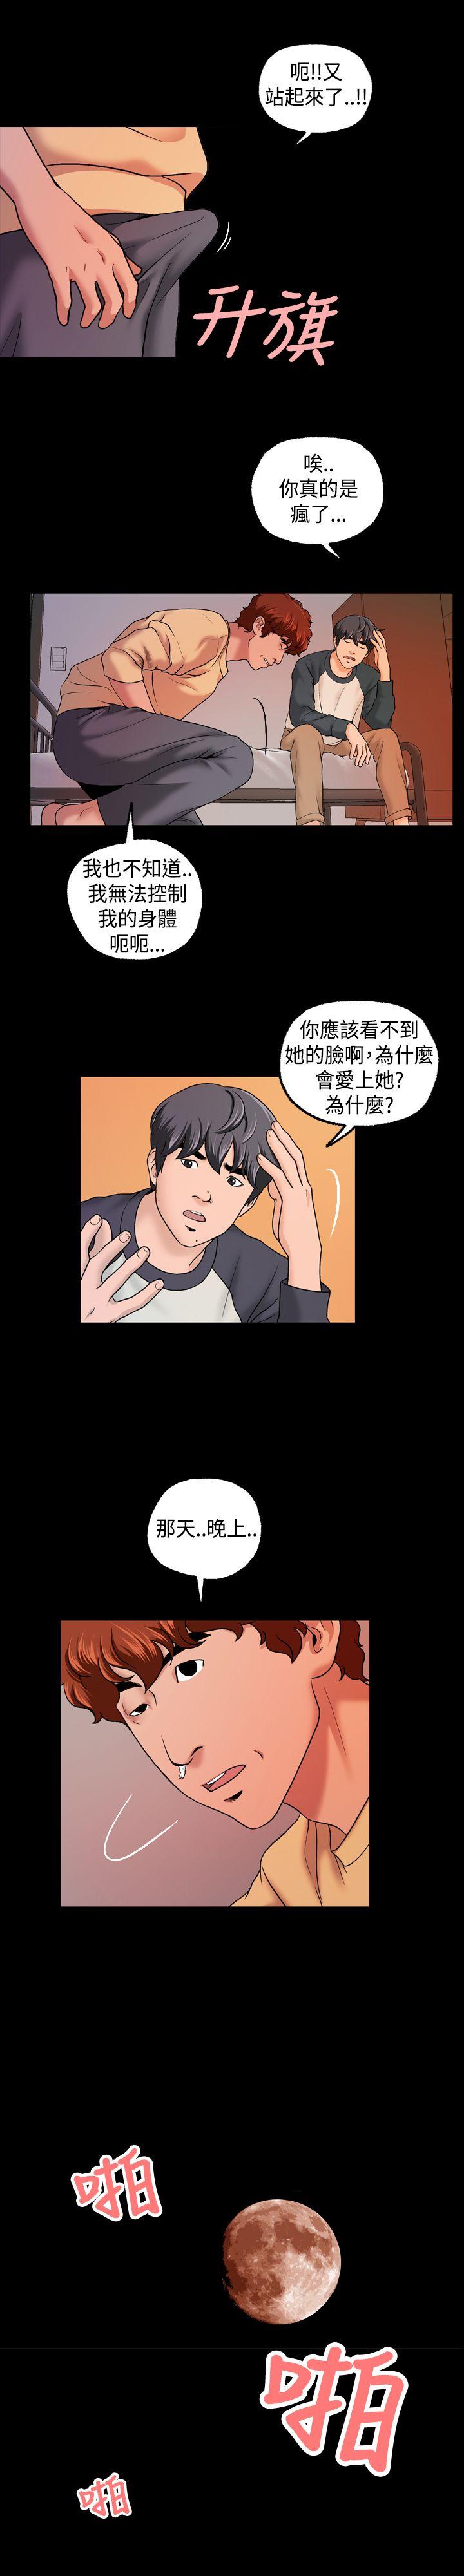 呃!!又
站起來了..!!
升旗
唉..
你真的是
瘋了...
我也不知道..
我無法控制
我的身體
呃呃...
你應該看不到
她的臉啊，為什麼
會愛上她?
為什麼?
那天..晚上..
啪
啪
啪